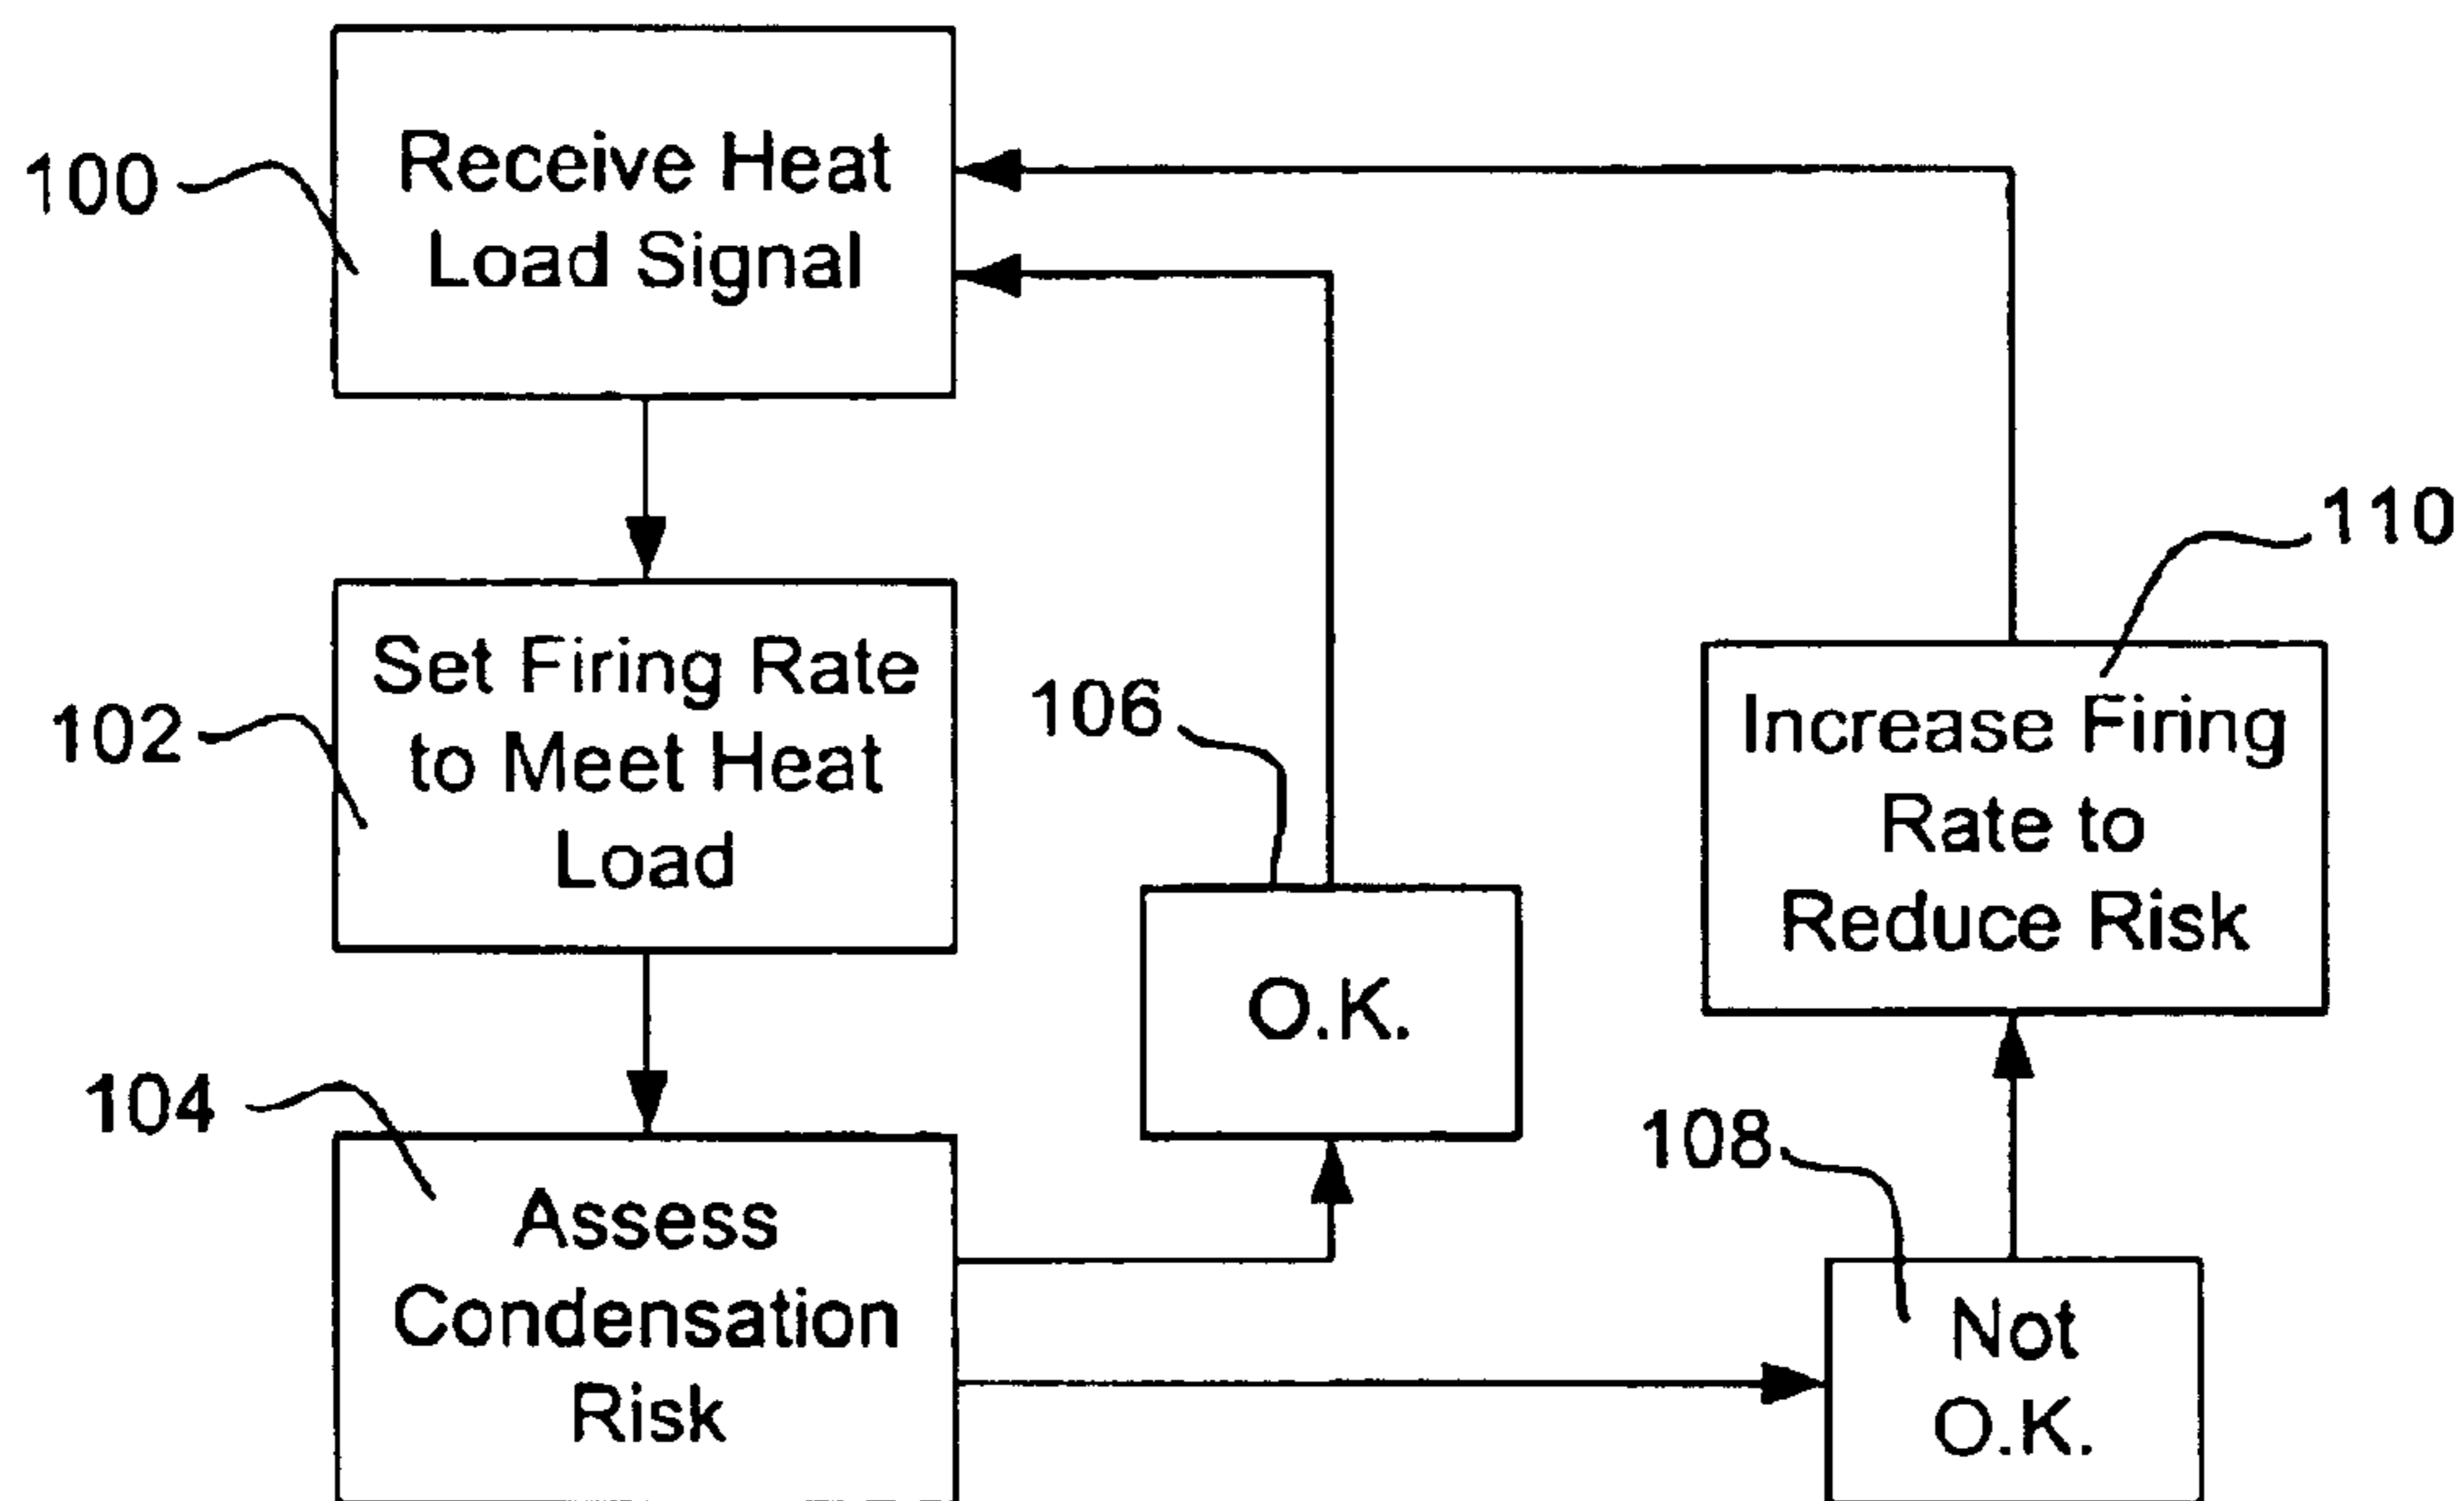 100
Receive Heat
Load Signal
102
Set Firing Rate
to Meet Heat
Load
104
Assess
Condensation
Risk
106
O.K.
108
Not
O.K.
110
Increase Firing
Rate to
Reduce Risk